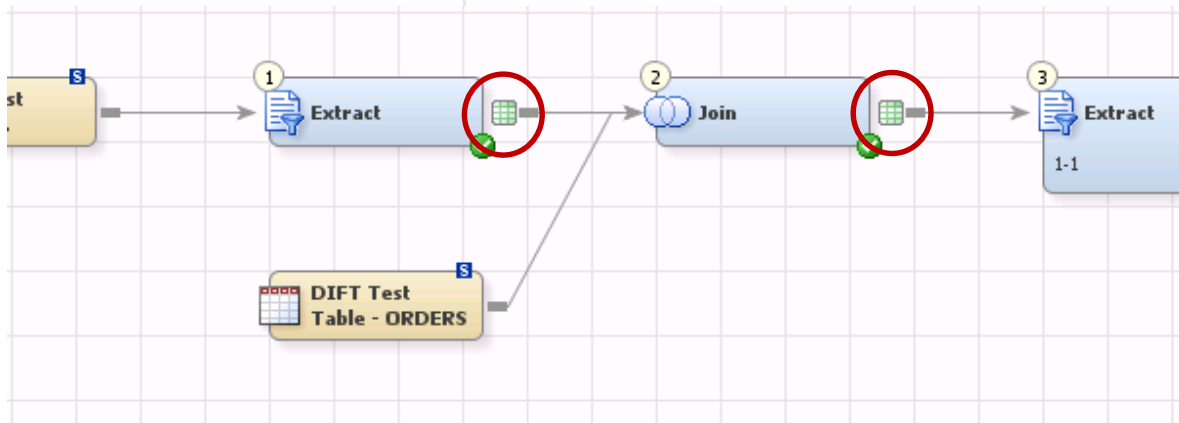 S
st
1
Extract
2
Join
3
Extract
1-1
S
DIFT Test
Table - ORDERS